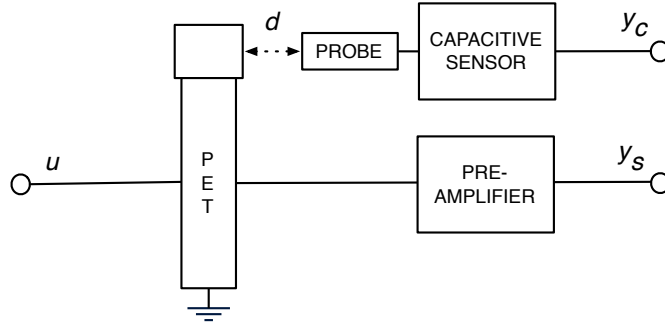 d
PROBE
CAPACITIVE
SENSOR
y_c
u
P
E
T
PRE-
AMPLIFIER
y_s